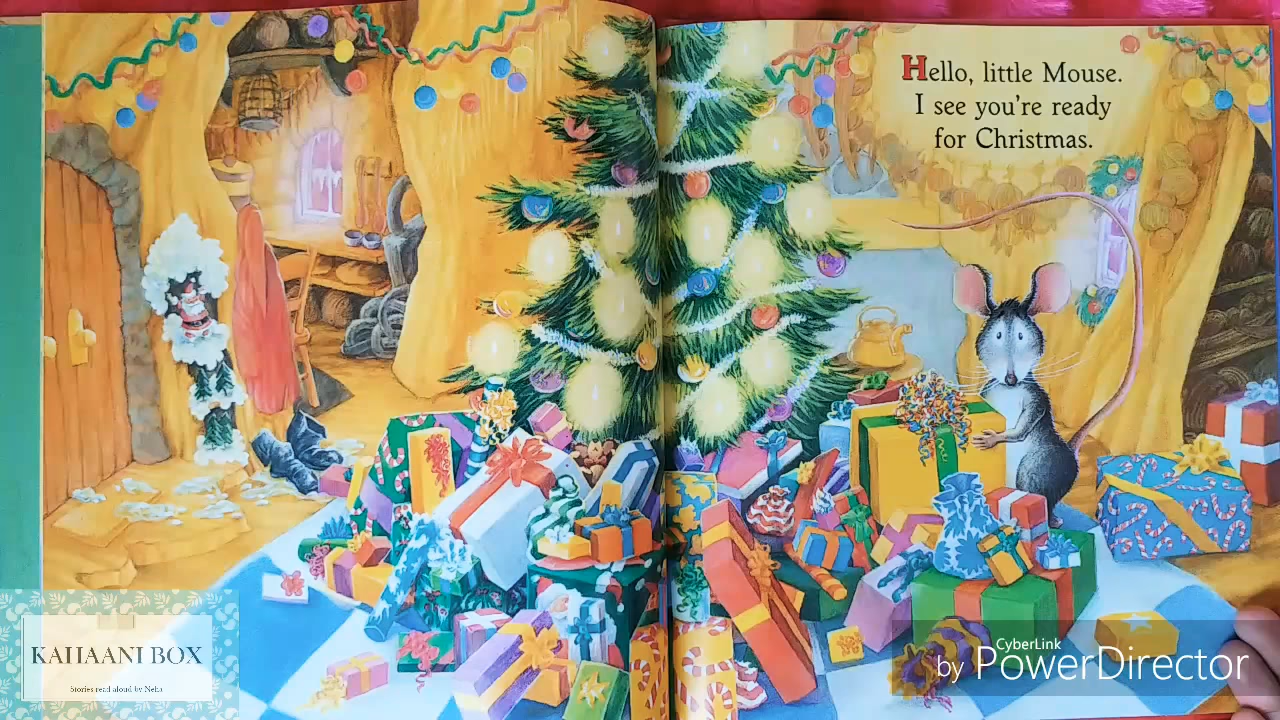 Hello, little Mouse.
I see you're ready
for Christmas.
KAHAANI BOX
Stories read aloud by Neha
CyberLink
by PowerDirector